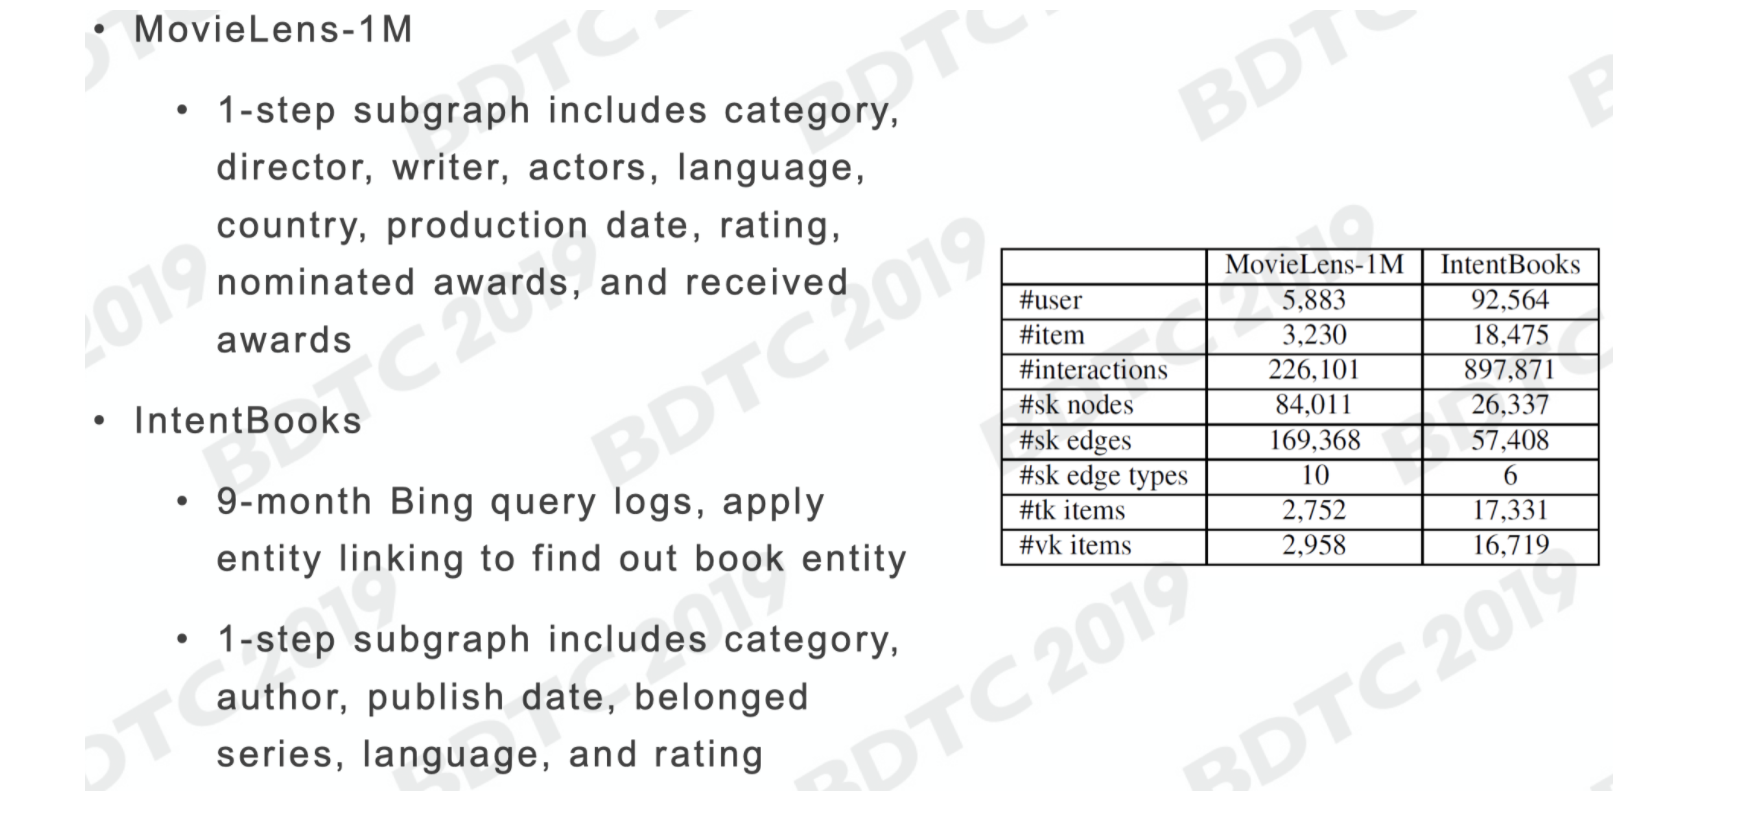 • MovieLens-1M
• 1-step subgraph includes category,
director, writer, actors, language,
country, production date, rating,
nominated awards, and received
awards
• IntentBooks
• 9-month Bing query logs, apply
entity linking to find out book entity
• 1-step subgraph includes category,
author, publish date, belonged
series, language, and rating
MovieLens-1M IntentBooks
#user 5,883 92,564
#item 3,230 18,475
#interactions 226,101 897,871
#sk nodes 84,011 26,337
#sk edges 169,368 57,408
#sk edge types 10 6
#tk items 2,752 17,331
#vk items 2,958 16,719
BDTC 2019
BDTC 2019
BDTC 2019
BDTC 2019
BDTC 2019
BDTC 2019